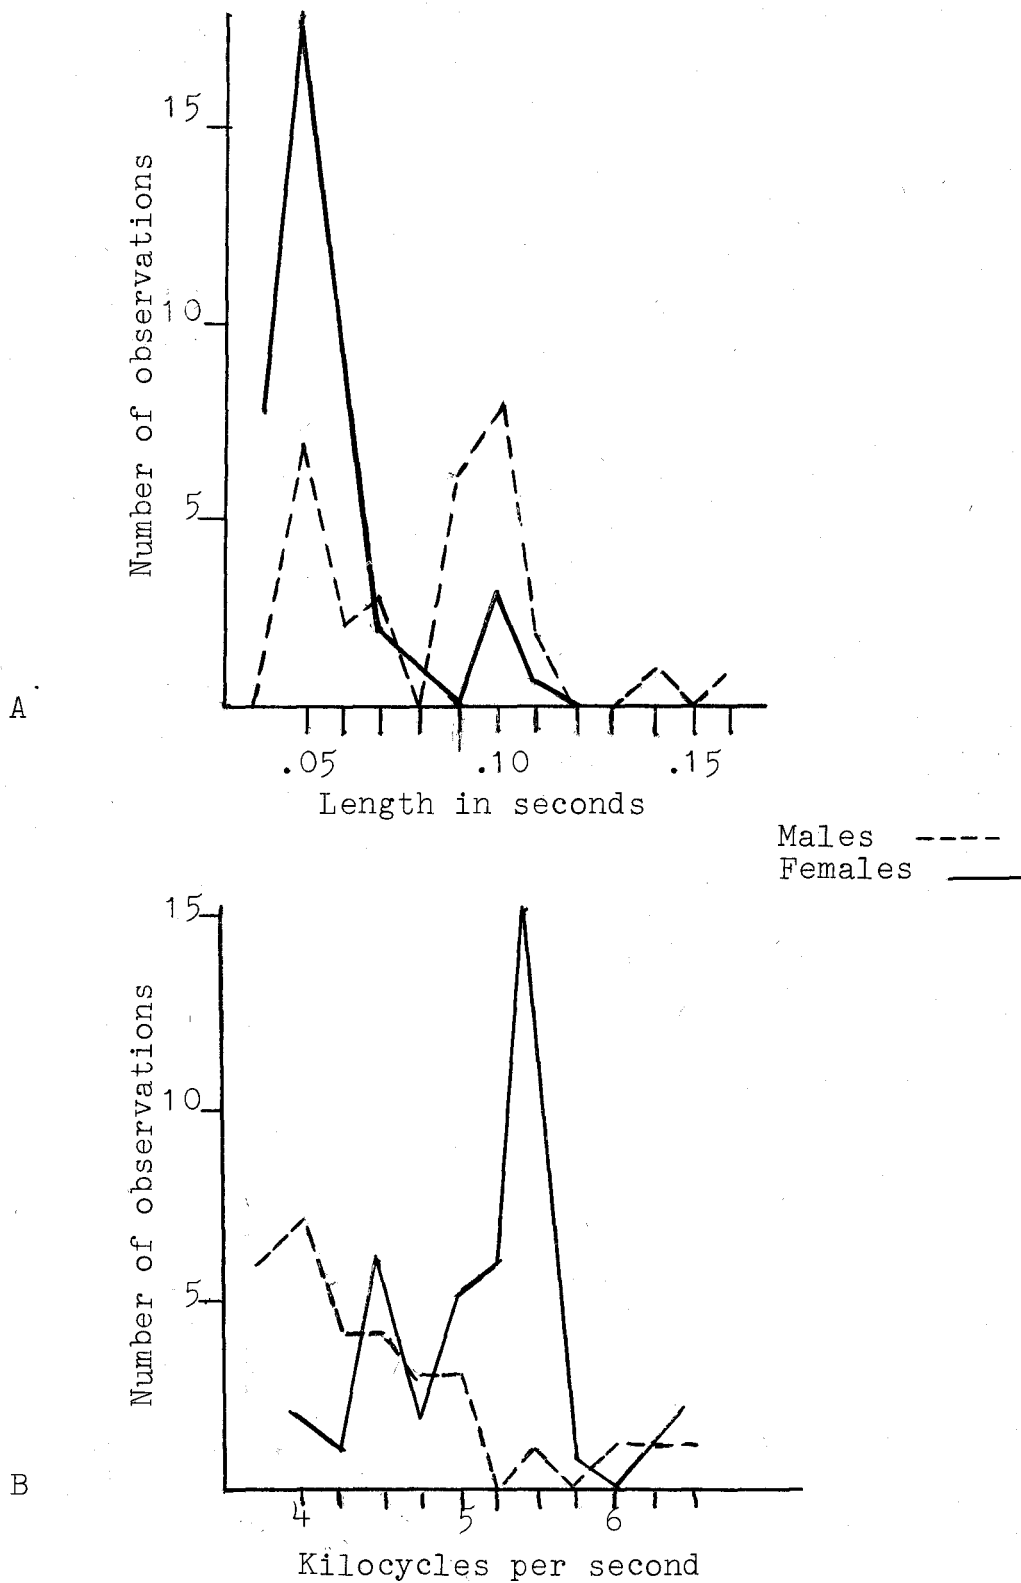 15
10
5
Number of observations
A
.05 .10 .15
Length in seconds
Males
Females
15
10
5
Number of observations
B
4 5 6
Kilocycles per second